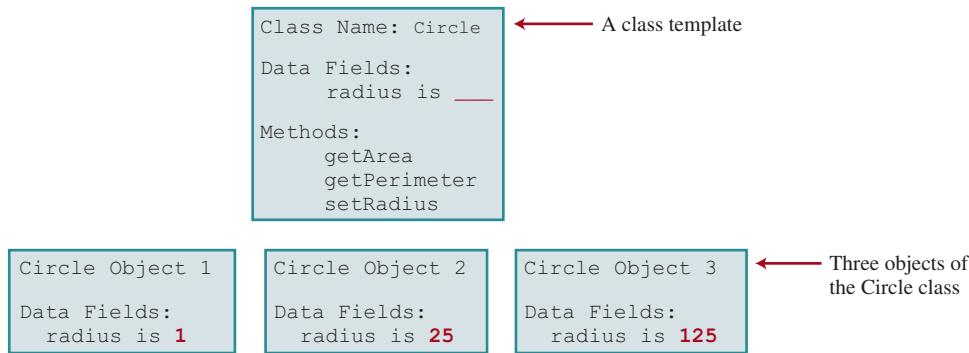 Class Name: Circle
A class template
Data Fields:
radius is ___
Methods:
getArea
getPerimeter
setRadius
Circle Object 1
Data Fields:
radius is 1
Circle Object 2
Data Fields:
radius is 25
Circle Object 3
Data Fields:
radius is 125
Three objects of
the Circle class